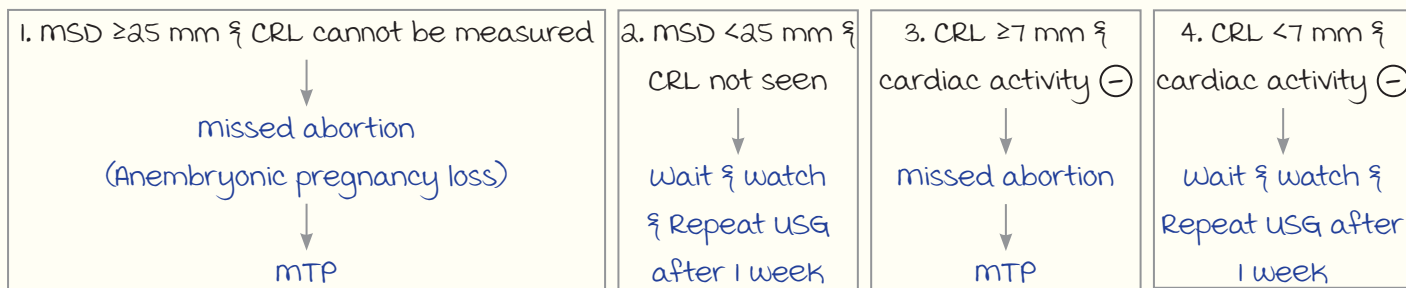 1. MSD ≥25 mm & CRL cannot be measured
missed abortion
(Anembryonic pregnancy loss)
MTP
2. MSD <25 mm &
CRL not seen
Wait & watch
& Repeat USG
after 1 week
3. CRL ≥7 mm &
cardiac activity ⊖
missed abortion
MTP
4. CRL <7 mm &
cardiac activity ⊖
Wait & watch &
Repeat USG after
1 week